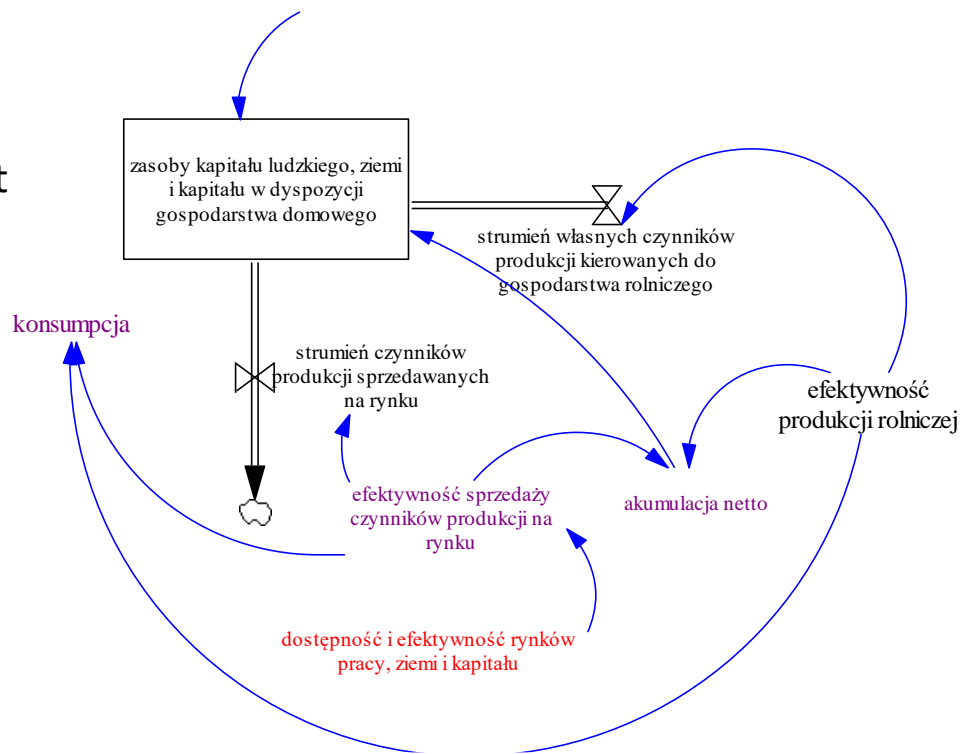 zasoby kapitału ludzkiego, ziemi
i kapitału w dyspozycji
gospodarstwa domowego
t
strumień własnych czynników
produkcji kierowanych do
gospodarstwa rolniczego
konsumpcja
strumień czynników
produkcji sprzedawanych
na rynku
efektywność
produkcji rolniczej
efektywność sprzedaży
czynników produkcji na
rynku
akumulacja netto
dostępność i efektywność rynków
pracy, ziemi i kapitału